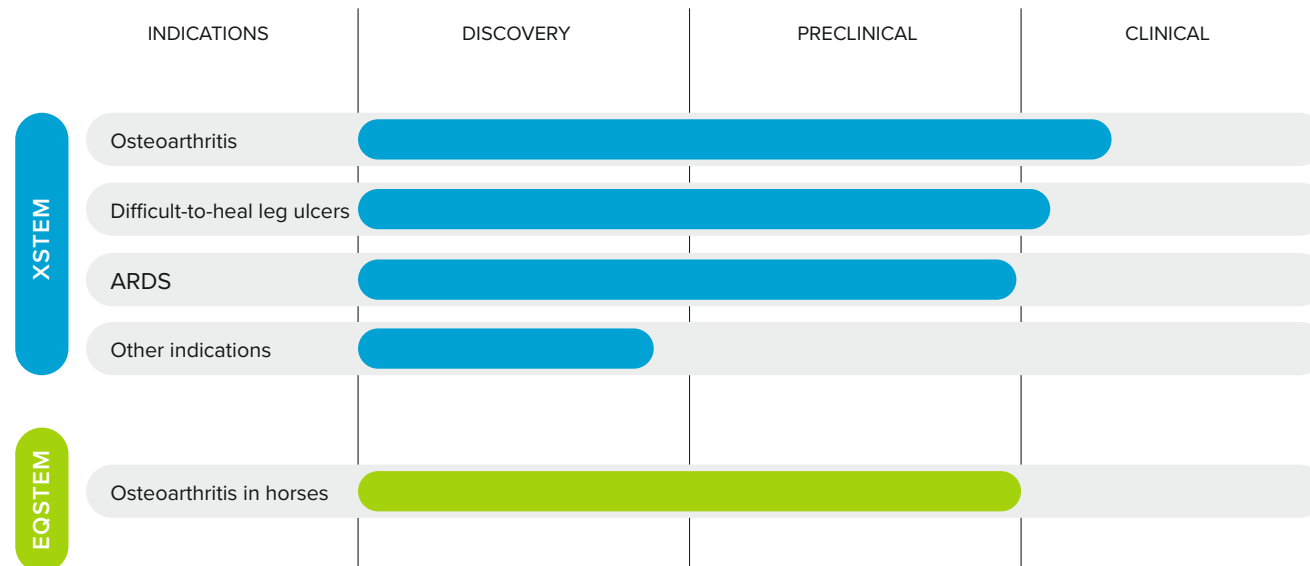 INDICATIONS DISCOVERY PRECLINICAL CLINICAL
XSTEM
Osteoarthritis
Difficult-to-heal leg ulcers
ARDS
Other indications
EQSTEM
Osteoarthritis in horses